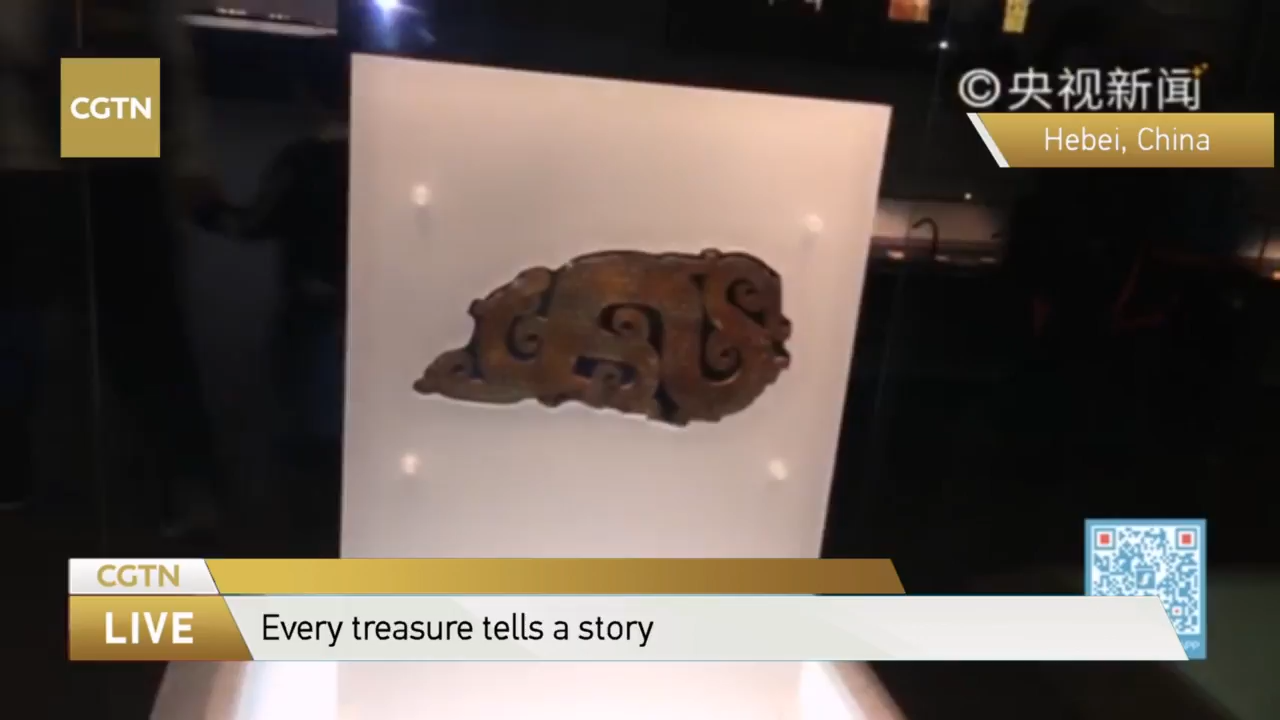 CGTN
©央视新闻
Hebei, China
CGTN
LIVE
Every treasure tells a story